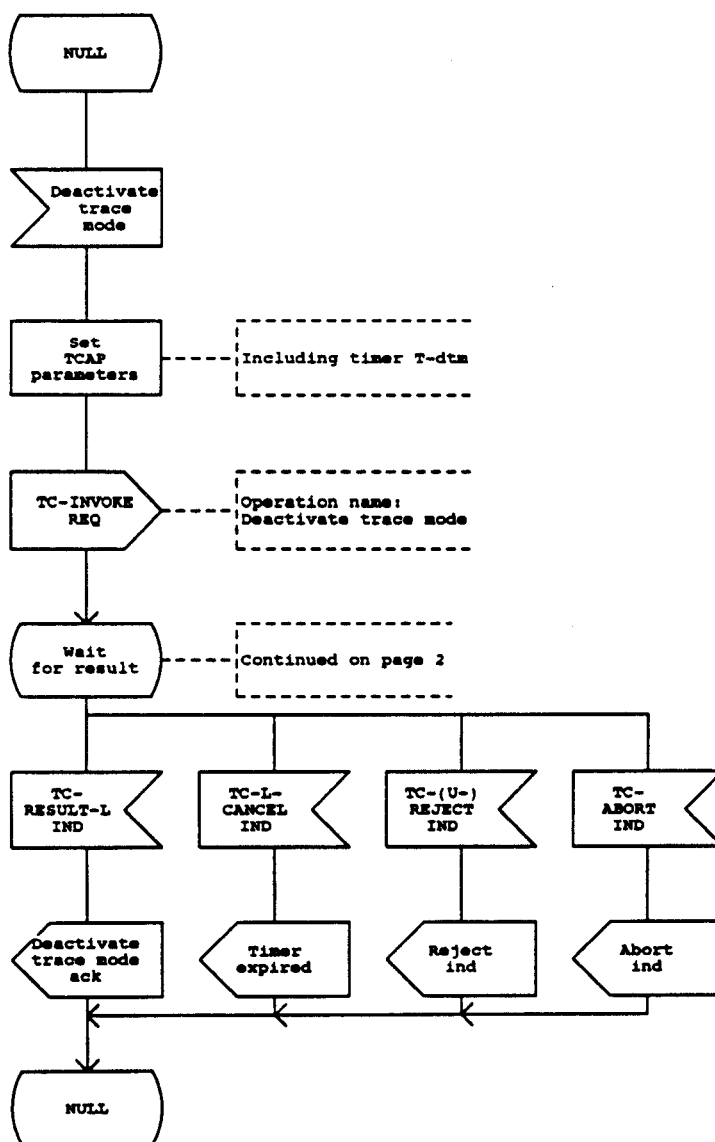 NULL
Deactivate
trace
mode
Set
TCAP
parameters
Including timer T-dtm
TC-INVOKE
REQ
Operation name:
Deactivate trace mode
Wait
for result
Continued on page 2
TC-
RESULT-L
IND
TC-L-
CANCEL
IND
TC-(U-)
REJECT
IND
TC-
ABORT
IND
Deactivate
trace mode
ack
Timer
expired
Reject
ind
Abort
ind
NULL